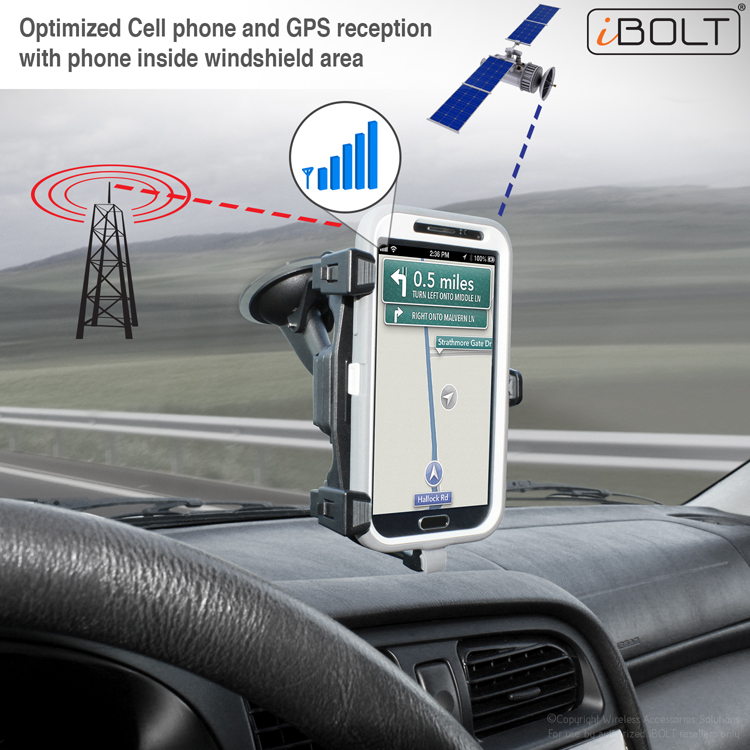 Optimized Cell phone and GPS reception
with phone inside windshield area
iBOLT®
2:36 PM
100%
0.5 miles
TURN LEFT ONTO MIDDLE LN
RIGHT ONTO MALVERN LN
Strathmore Gate Dr
Hallock Rd
©Copyright Wireless Accessories Solutions
For use by authorized iBOLT resellers only